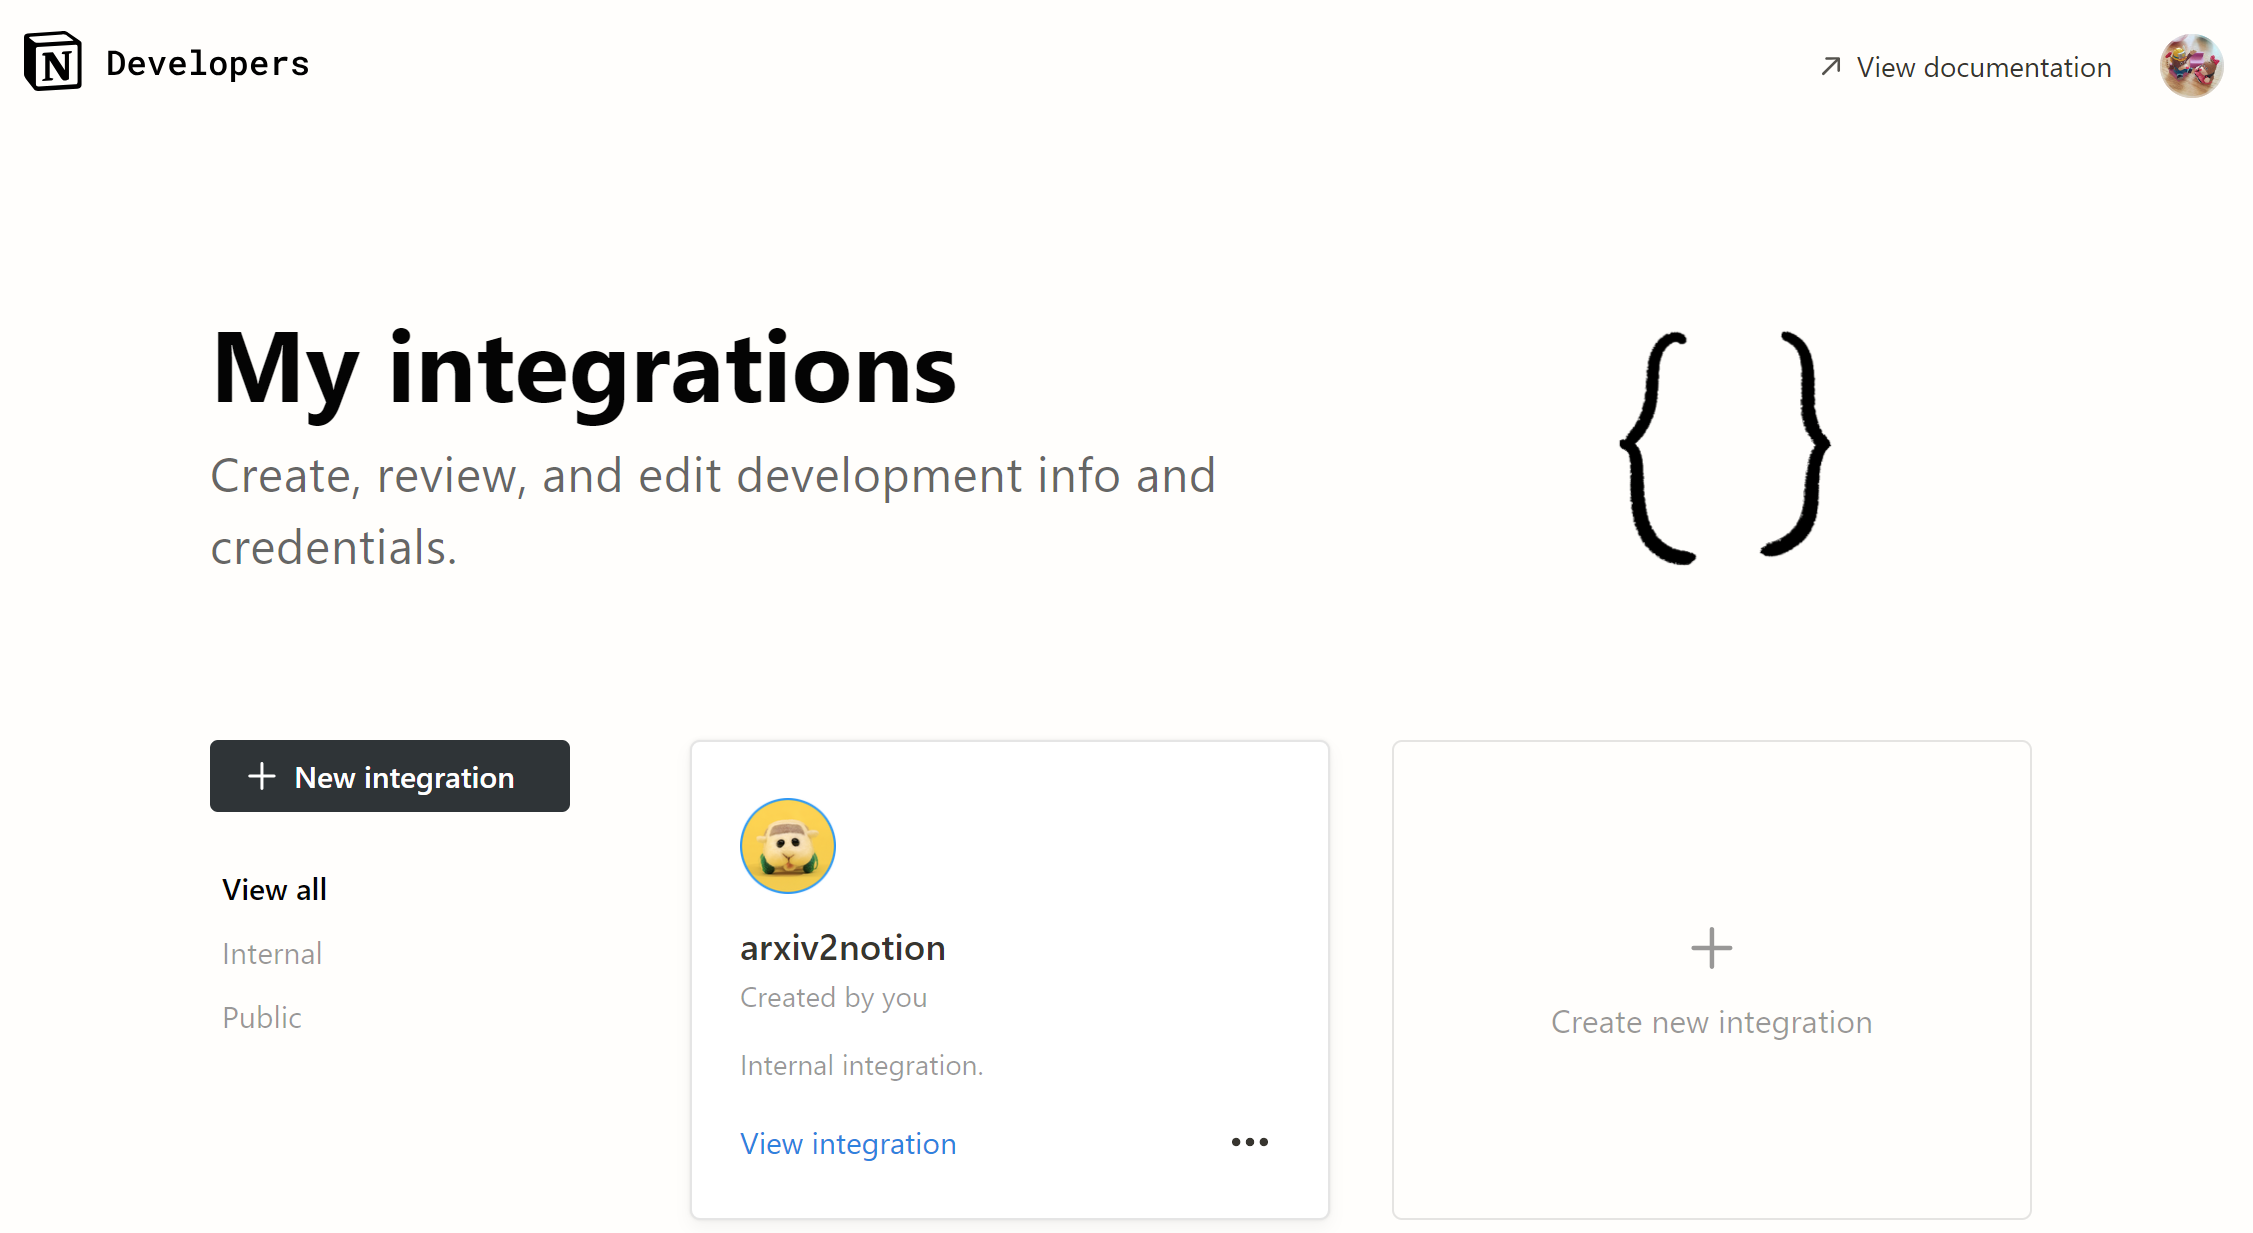 N Developers
View documentation
My integrations
Create, review, and edit development info and
credentials.
{ }
New integration
View all
Internal
Public
arxiv2notion
Created by you
Internal integration.
View integration
Create new integration